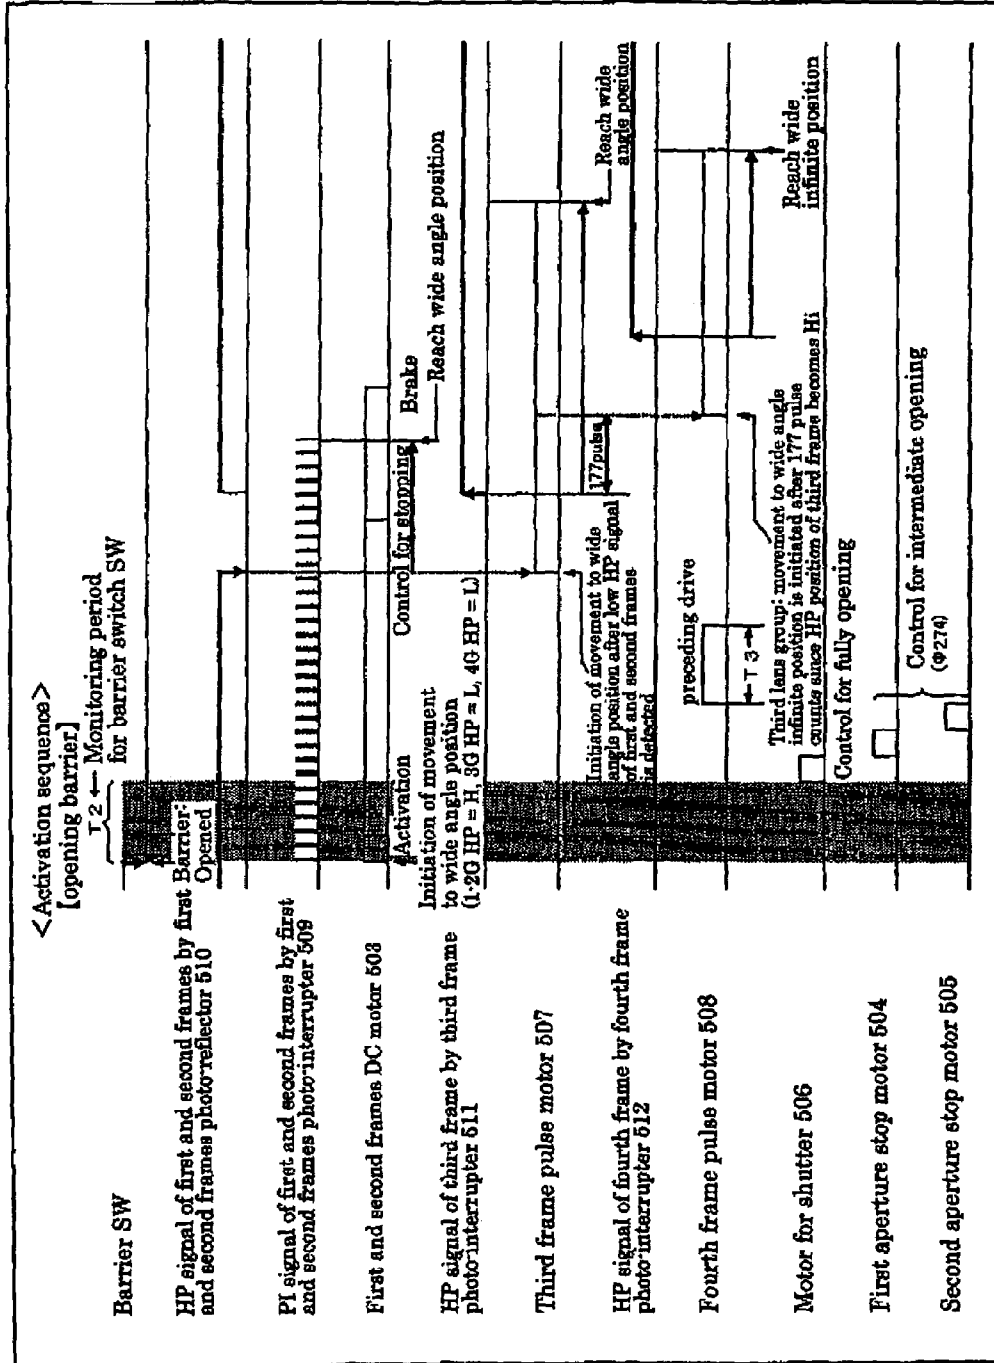 <Activation sequence>
[opening barrier]
T2
Monitoring period
for barrier switch SW
Barrier SW
HP signal of first and second frames by first
and second frames photo-reflector 510
Barrier:
Opened
PI signal of first and second frames by first
and second frames photo-interrupter 509
First and second frames DC motor 503
Activation
Control for stopping
Brake
Reach wide angle position
Initiation of movement
to wide angle position
(1·2G HP = H, 3G HP = L, 4G HP = L)
HP signal of third frame by third frame
photo-interrupter 511
Third frame pulse motor 507
Reach wide
angle position
177pulse
Initiation of movement to wide
angle position after low HP signal
of first and second frames
is detected
HP signal of fourth frame by fourth frame
photo-interrupter 512
Fourth frame pulse motor 508
preceding drive
T 3
Reach wide
infinite position
Third lens group: movement to wide angle
infinite position is initiated after 177 pulse
counts since HP position of third frame becomes Hi
Motor for shutter 506
Control for fully opening
First aperture stop motor 504
Control for intermediate opening
(Φ274)
Second aperture stop motor 505